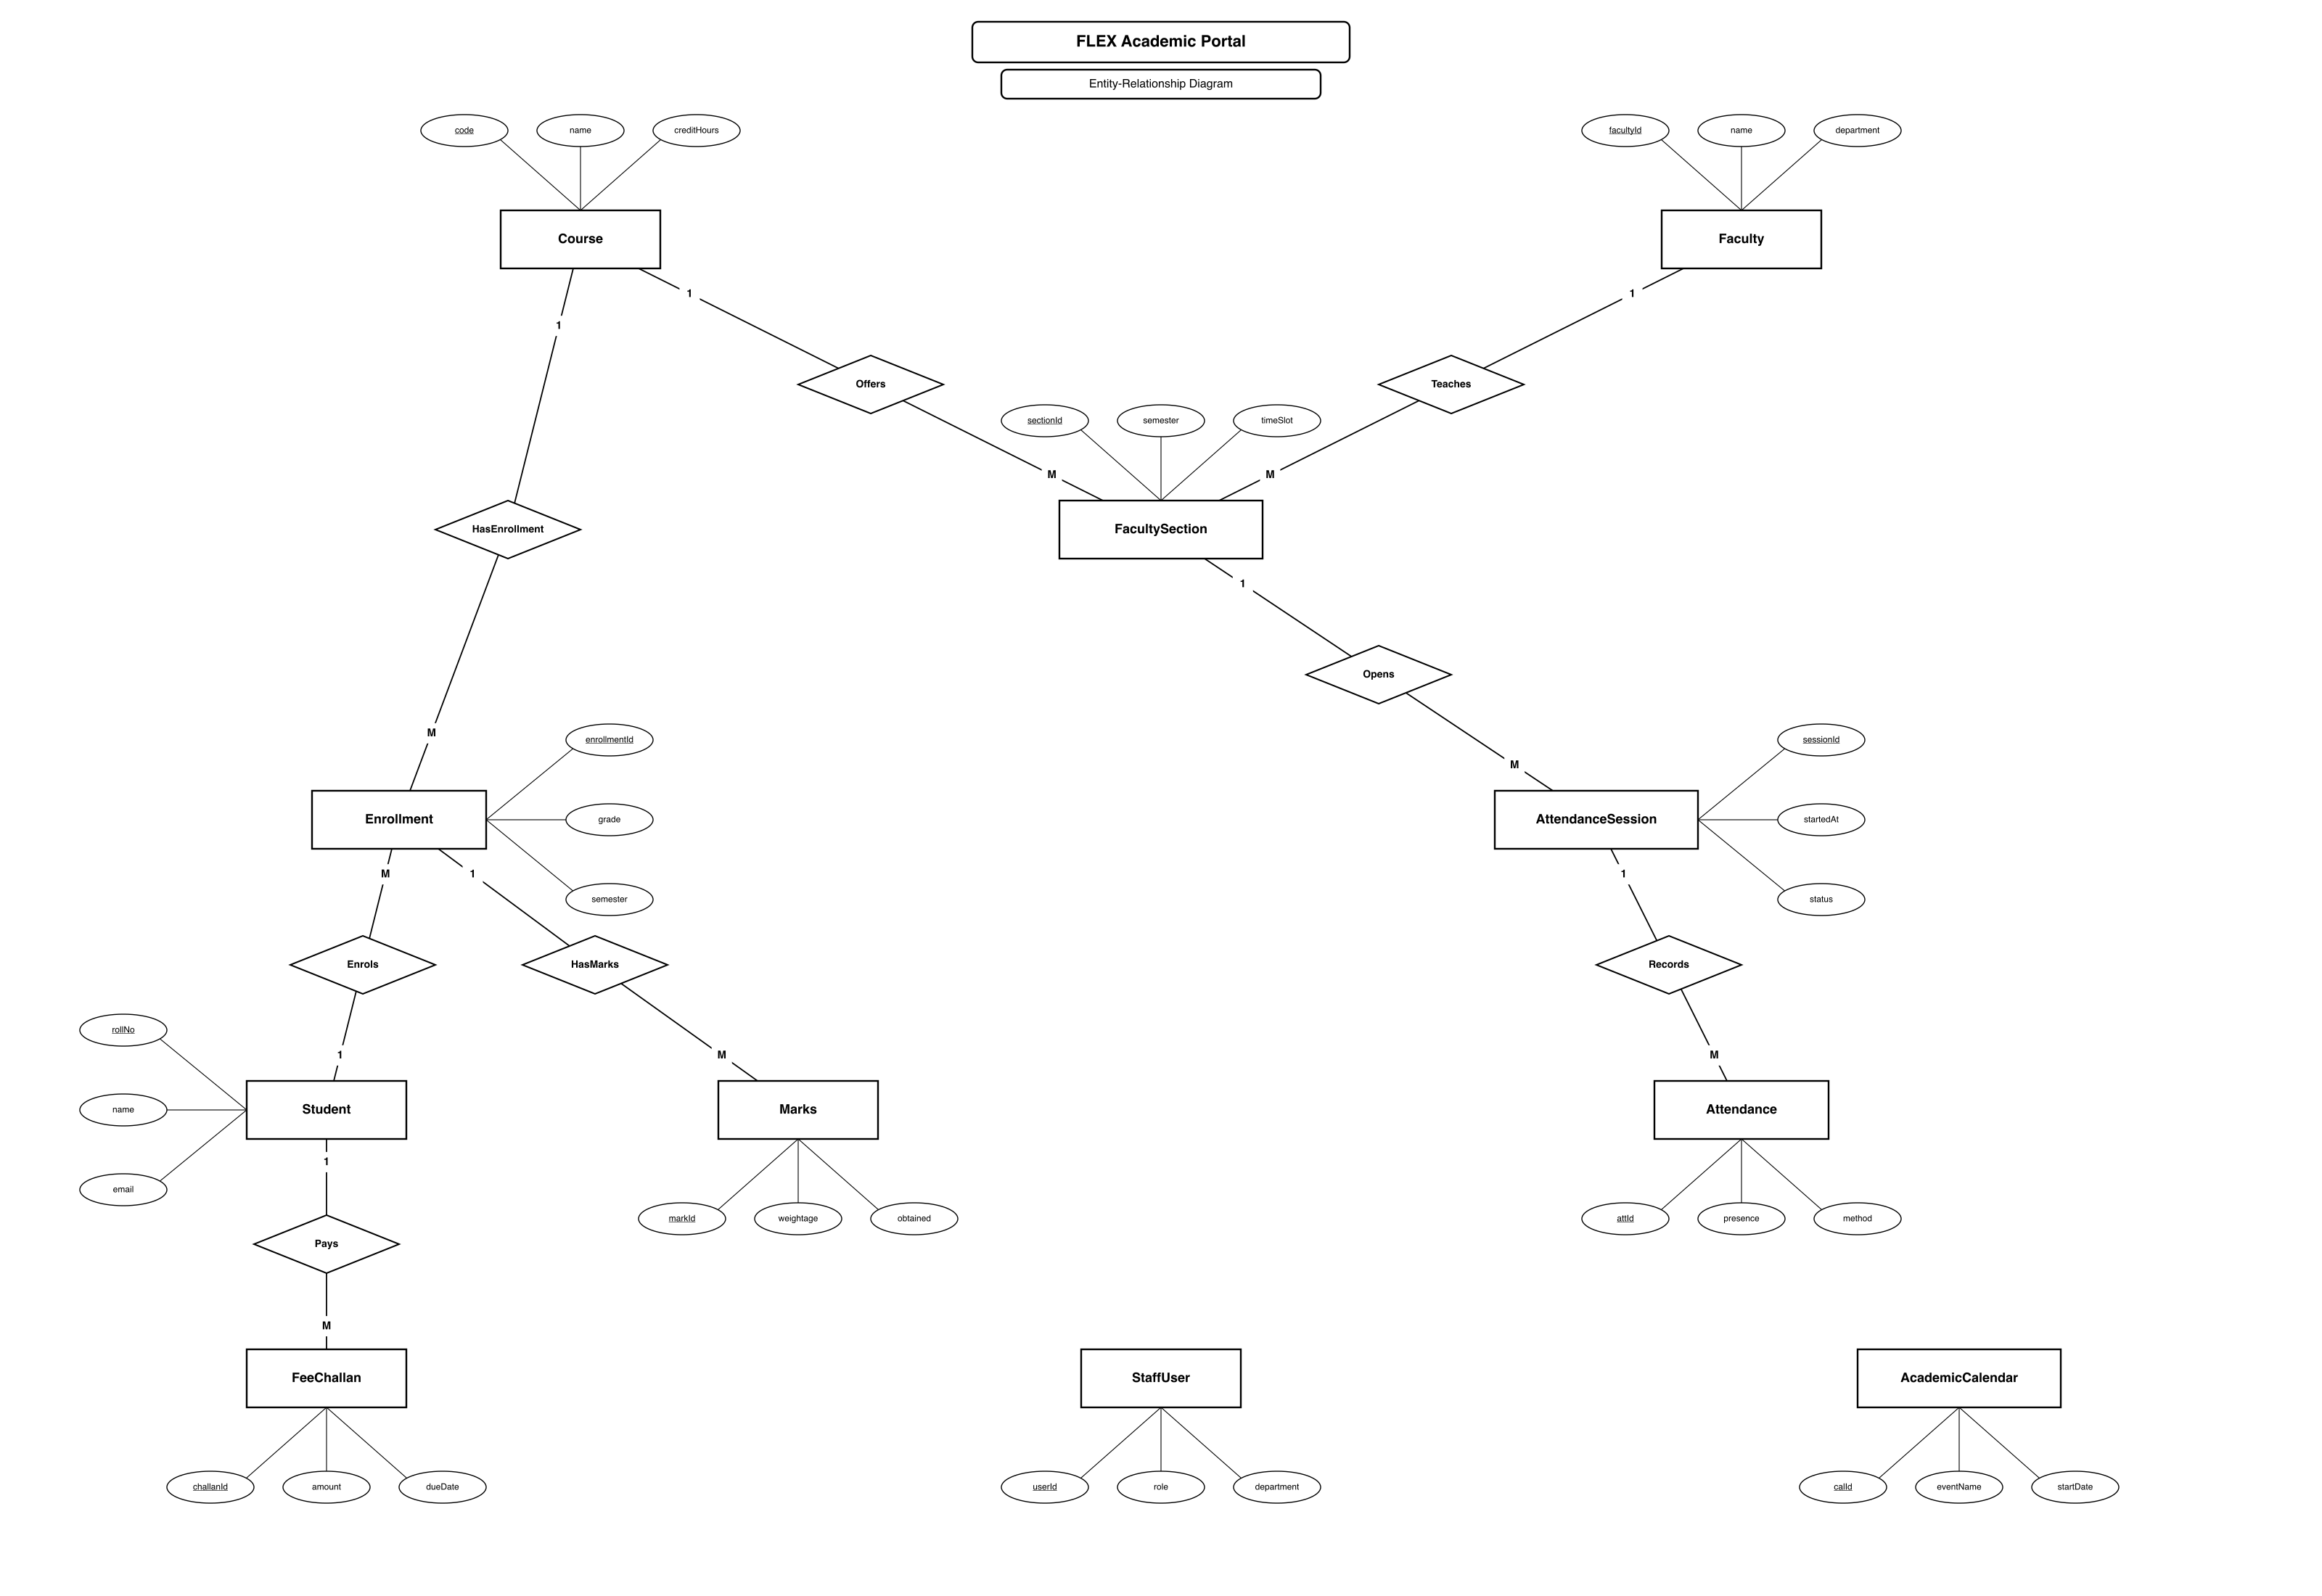 FLEX Academic Portal
Entity-Relationship Diagram
code
name
creditHours
facultyId
name
department
Course
Faculty
1
1
1
Offers
Teaches
sectionId
semester
timeSlot
M
M
HasEnrollment
FacultySection
1
Opens
M
enrollmentId
sessionId
M
Enrollment
grade
AttendanceSession
startedAt
M
1
1
semester
status
Enrols
HasMarks
Records
rollNo
1
M
M
name
Student
Marks
Attendance
1
email
markId
weightage
obtained
attId
presence
method
Pays
M
FeeChallan
StaffUser
AcademicCalendar
challanId
amount
dueDate
userId
role
department
calId
eventName
startDate